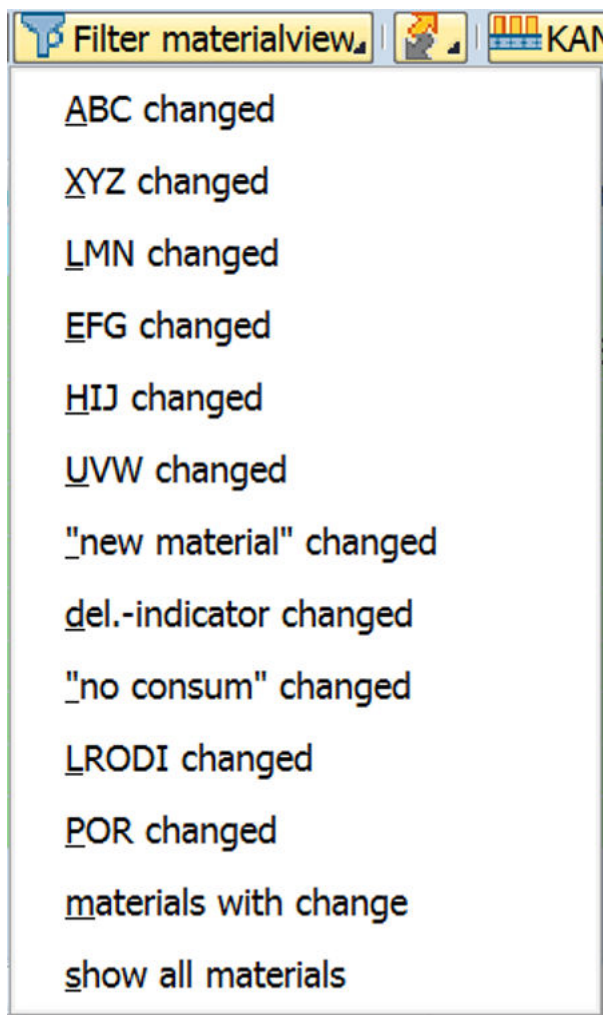 Filter materialview KAN
ABC changed
XYZ changed
LMN changed
EFG changed
HIJ changed
UVW changed
"new material" changed
del.-indicator changed
"no consum" changed
LRODI changed
POR changed
materials with change
show all materials